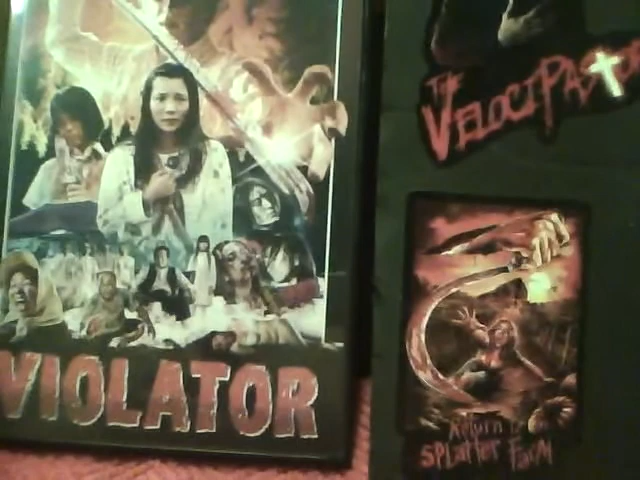 VIOLATOR
THE
VELOCIPASTOR
Return to
SPLATTER FARM